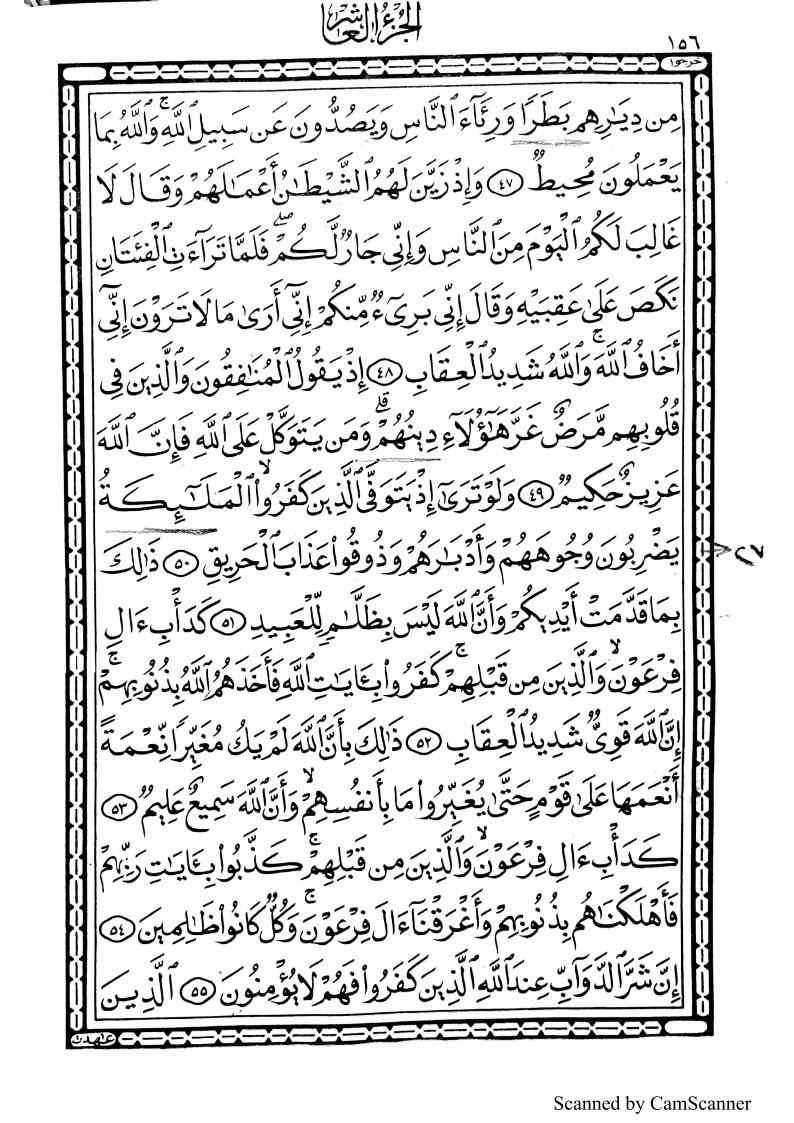 الجزء العاشر
١٥٦
خرجوا
مِن دِيَٰرِهِم بَطَرًا وَرِئَآءَ ٱلنَّاسِ وَيَصُدُّونَ عَن سَبِيلِ ٱللَّهِۚ وَٱللَّهُ بِمَا
يَعْمَلُونَ مُحِيطٌ ٤٧ وَإِذْ زَيَّنَ لَهُمُ ٱلشَّيْطَٰنُ أَعْمَٰلَهُمْ وَقَالَ لَا
غَالِبَ لَكُمُ ٱلْيَوْمَ مِنَ ٱلنَّاسِ وَإِنِّى جَارٌ لَّكُمْۖ فَلَمَّا تَرَآءَتِ ٱلْفِئَتَانِ
نَكَصَ عَلَىٰ عَقِبَيْهِ وَقَالَ إِنِّى بَرِىٓءٌ مِّنكُمْ إِنِّىٓ أَرَىٰ مَا لَا تَرَوْنَ إِنِّىٓ
أَخَافُ ٱللَّهَۚ وَٱللَّهُ شَدِيدُ ٱلْعِقَابِ ٤٨ إِذْ يَقُولُ ٱلْمُنَٰفِقُونَ وَٱلَّذِينَ فِى
قُلُوبِهِم مَّرَضٌ غَرَّ هَٰٓؤُلَآءِ دِينُهُمْۗ وَمَن يَتَوَكَّلْ عَلَى ٱللَّهِ فَإِنَّ ٱللَّهَ
عَزِيزٌ حَكِيمٌ ٤٩ وَلَوْ تَرَىٰٓ إِذْ يَتَوَفَّى ٱلَّذِينَ كَفَرُوا۟ۙ ٱلْمَلَٰٓئِكَةُ
يَضْرِبُونَ وُجُوهَهُمْ وَأَدْبَٰرَهُمْ وَذُوقُوا۟ عَذَابَ ٱلْحَرِيقِ ٥٠ ذَٰلِكَ
٢٧
بِمَا قَدَّمَتْ أَيْدِيكُمْ وَأَنَّ ٱللَّهَ لَيْسَ بِظَلَّٰمٍ لِّلْعَبِيدِ ٥١ كَدَأْبِ ءَالِ
فِرْعَوْنَۙ وَٱلَّذِينَ مِن قَبْلِهِمْۚ كَفَرُوا۟ بِـَٔايَٰتِ ٱللَّهِ فَأَخَذَهُمُ ٱللَّهُ بِذُنُوبِهِمْۚ
إِنَّ ٱللَّهَ قَوِىٌّ شَدِيدُ ٱلْعِقَابِ ٥٢ ذَٰلِكَ بِأَنَّ ٱللَّهَ لَمْ يَكُ مُغَيِّرًا نِّعْمَةً
أَنْعَمَهَا عَلَىٰ قَوْمٍ حَتَّىٰ يُغَيِّرُوا۟ مَا بِأَنفُسِهِمْۙ وَأَنَّ ٱللَّهَ سَمِيعٌ عَلِيمٌ ٥٣
كَدَأْبِ ءَالِ فِرْعَوْنَۙ وَٱلَّذِينَ مِن قَبْلِهِمْۚ كَذَّبُوا۟ بِـَٔايَٰتِ رَبِّهِمْ
فَأَهْلَكْنَٰهُم بِذُنُوبِهِمْ وَأَغْرَقْنَآ ءَالَ فِرْعَوْنَۚ وَكُلٌّ كَانُوا۟ ظَٰلِمِينَ ٥٤
إِنَّ شَرَّ ٱلدَّوَآبِّ عِندَ ٱللَّهِ ٱلَّذِينَ كَفَرُوا۟ فَهُمْ لَا يُؤْمِنُونَ ٥٥ ٱلَّذِينَ
عٰهدت
Scanned by CamScanner